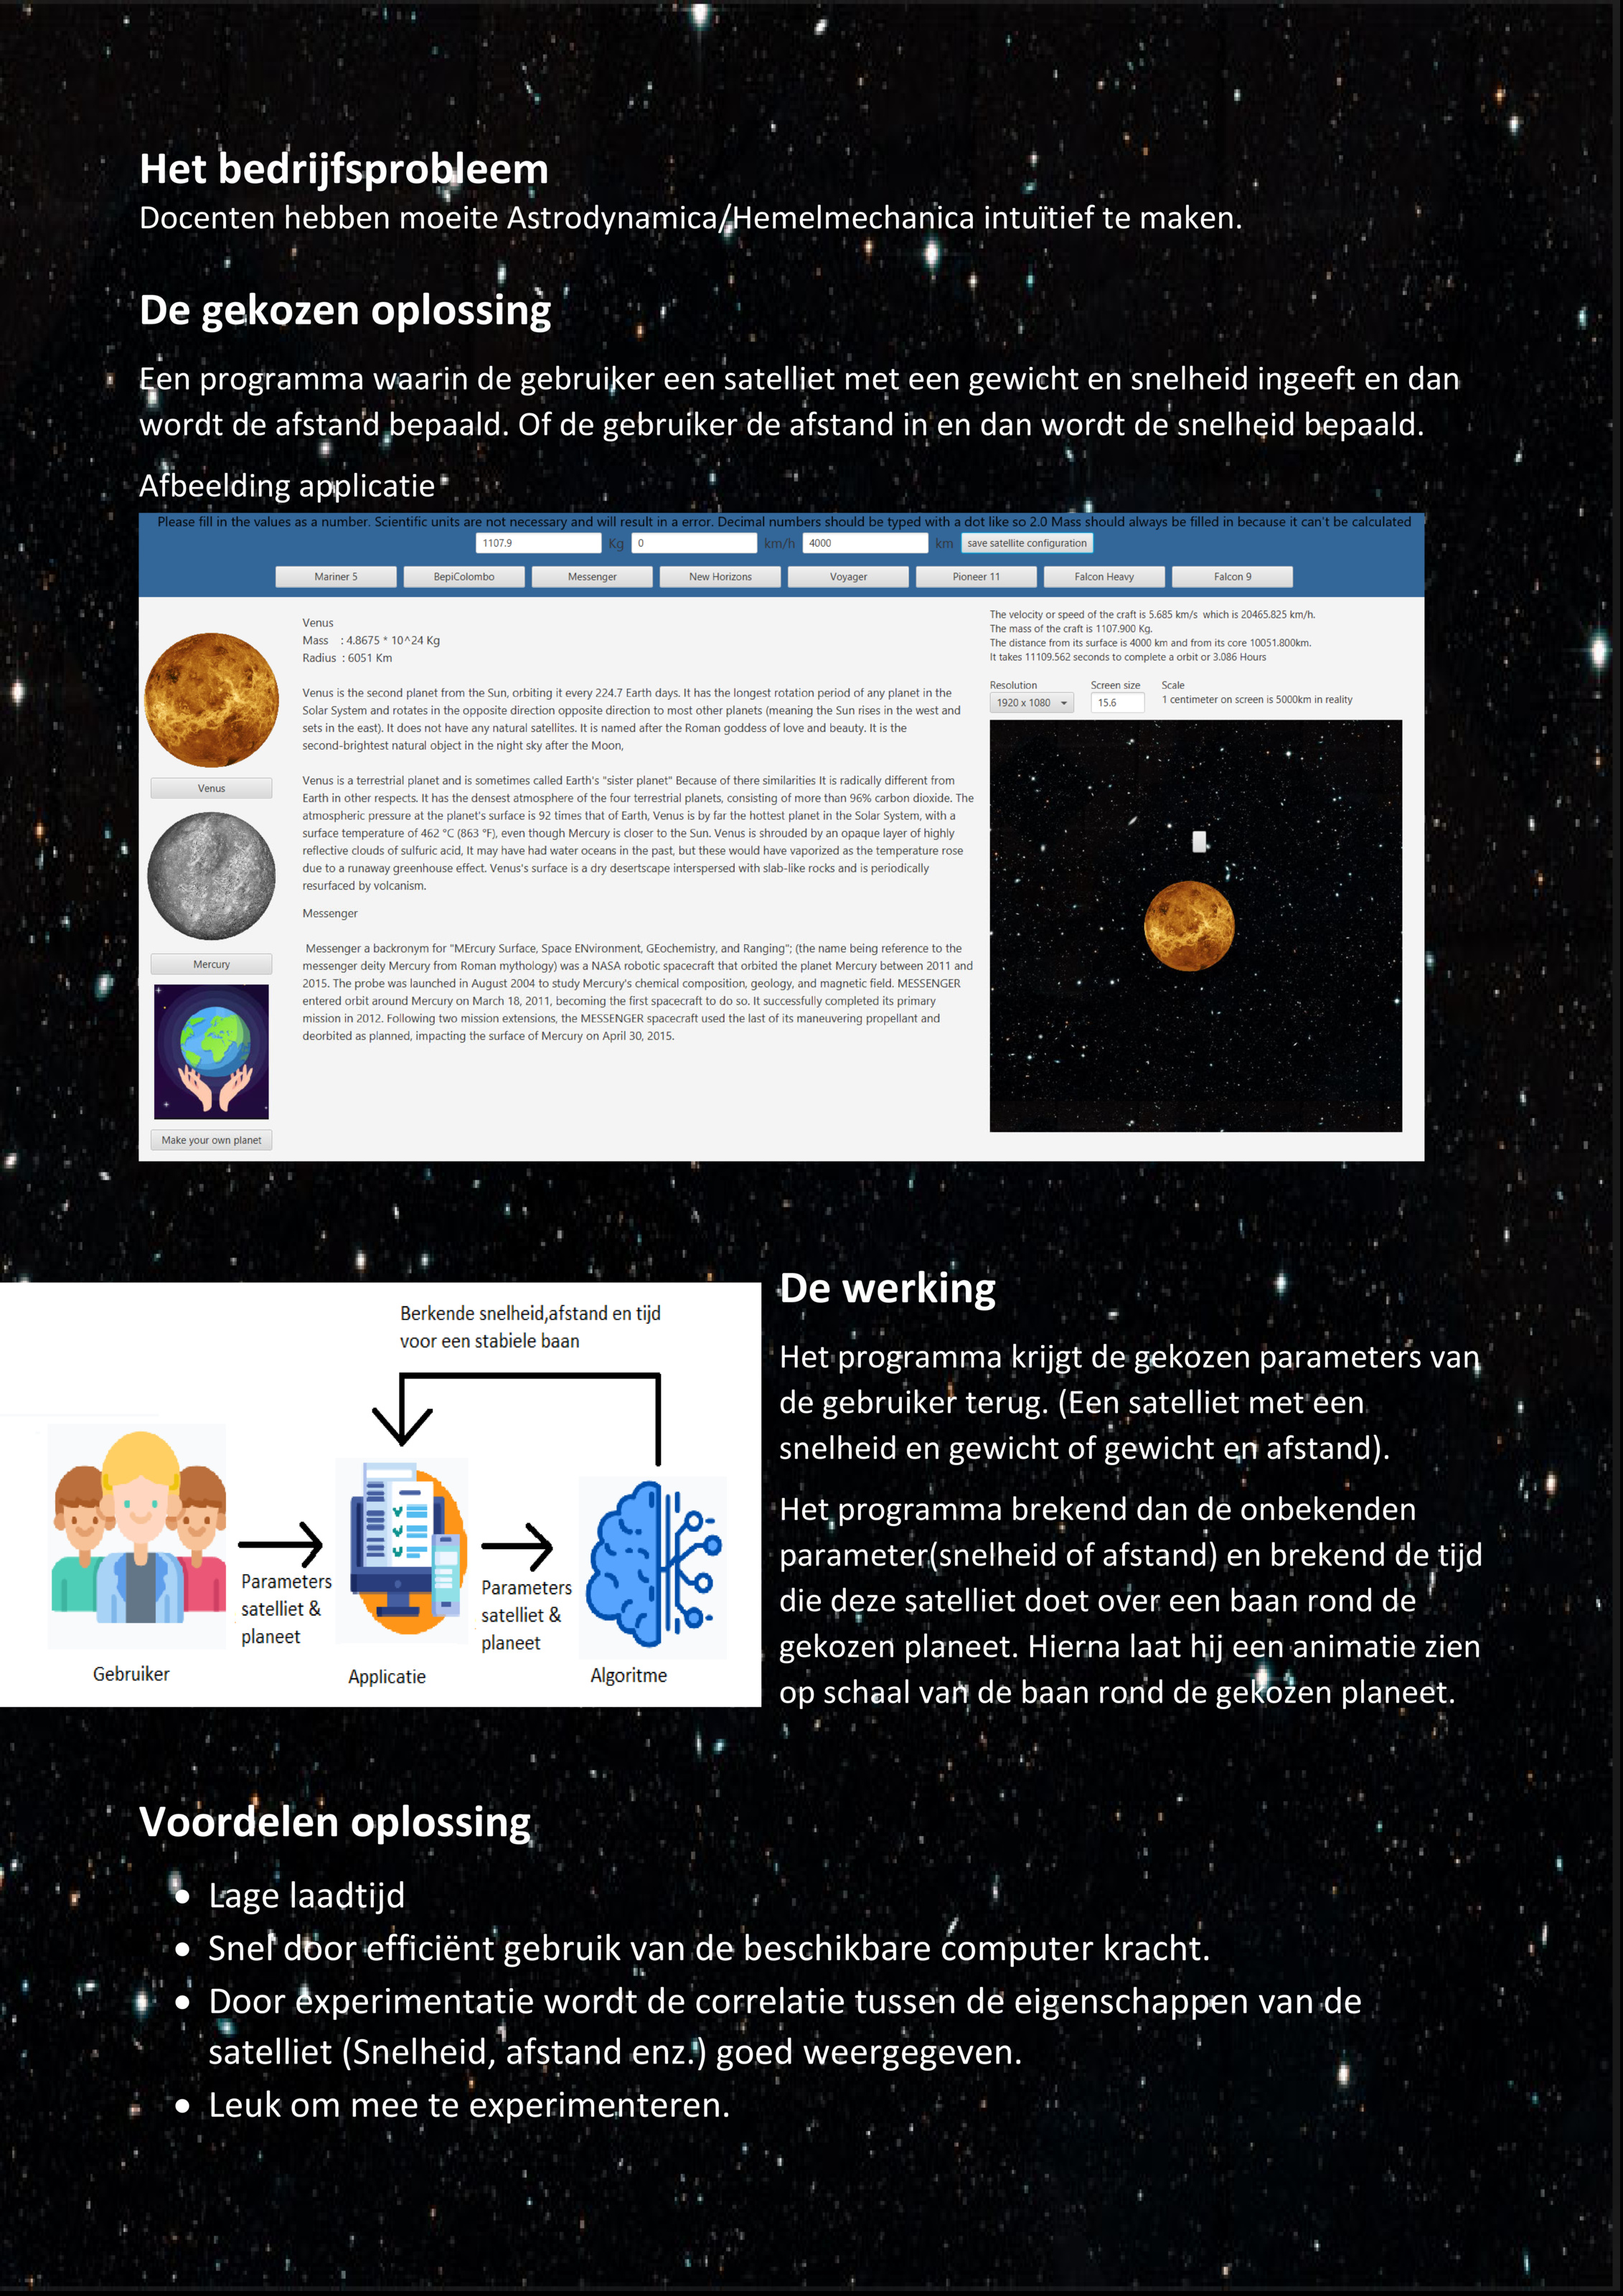 Het bedrijfsprobleem
Docenten hebben moeite Astrodynamica/Hemelmechanica intuïtief te maken.
De gekozen oplossing
Een programma waarin de gebruiker een satelliet met een gewicht en snelheid ingeeft en dan
wordt de afstand bepaald. Of de gebruiker de afstand in en dan wordt de snelheid bepaald.
Afbeelding applicatie
Please fill in the values as a number. Scientific units are not necessary and will result in a error. Decimal numbers should be typed with a dot like so 2.0 Mass should always be filled in because it can't be calculated
1107.9 Kg 0 km/h 4000 km save satellite configuration
Mariner 5 BepiColombo Messenger New Horizons Voyager Pioneer 11 Falcon Heavy Falcon 9
Venus
Mass : 4.8675 * 10^24 Kg
Radius : 6051 Km
Venus is the second planet from the Sun, orbiting it every 224.7 Earth days. It has the longest rotation period of any planet in the
Solar System and rotates in the opposite direction opposite direction to most other planets (meaning the Sun rises in the west and
sets in the east). It does not have any natural satellites. It is named after the Roman goddess of love and beauty. It is the
second-brightest natural object in the night sky after the Moon,
Venus is a terrestrial planet and is sometimes called Earth's "sister planet" Because of there similarities It is radically different from
Earth in other respects. It has the densest atmosphere of the four terrestrial planets, consisting of more than 96% carbon dioxide. The
atmospheric pressure at the planet's surface is 92 times that of Earth, Venus is by far the hottest planet in the Solar System, with a
surface temperature of 462 °C (863 °F), even though Mercury is closer to the Sun. Venus is shrouded by an opaque layer of highly
reflective clouds of sulfuric acid, It may have had water oceans in the past, but these would have vaporized as the temperature rose
due to a runaway greenhouse effect. Venus's surface is a dry desertscape interspersed with slab-like rocks and is periodically
resurfaced by volcanism.
Messenger
Messenger a backronym for "MErcury Surface, Space ENvironment, GEochemistry, and Ranging"; (the name being reference to the
messenger deity Mercury from Roman mythology) was a NASA robotic spacecraft that orbited the planet Mercury between 2011 and
2015. The probe was launched in August 2004 to study Mercury's chemical composition, geology, and magnetic field. MESSENGER
entered orbit around Mercury on March 18, 2011, becoming the first spacecraft to do so. It successfully completed its primary
mission in 2012. Following two mission extensions, the MESSENGER spacecraft used the last of its maneuvering propellant and
deorbited as planned, impacting the surface of Mercury on April 30, 2015.
Venus
Mercury
Make your own planet
The velocity or speed of the craft is 5.685 km/s which is 20465.825 km/h.
The mass of the craft is 1107.900 Kg.
The distance from its surface is 4000 km and from its core 10051.800km.
It takes 11109.562 seconds to complete a orbit or 3.086 Hours
Resolution Screen size Scale
1920 x 1080 15.6 1 centimeter on screen is 5000km in reality
Berkende snelheid,afstand en tijd
voor een stabiele baan
Parameters
satelliet &
planeet
Parameters
satelliet &
planeet
Gebruiker
Applicatie
Algoritme
De werking
Het programma krijgt de gekozen parameters van
de gebruiker terug. (Een satelliet met een
snelheid en gewicht of gewicht en afstand).
Het programma brekend dan de onbekenden
parameter(snelheid of afstand) en brekend de tijd
die deze satelliet doet over een baan rond de
gekozen planeet. Hierna laat hij een animatie zien
op schaal van de baan rond de gekozen planeet.
Voordelen oplossing
• Lage laadtijd
• Snel door efficiënt gebruik van de beschikbare computer kracht.
• Door experimentatie wordt de correlatie tussen de eigenschappen van de
satelliet (Snelheid, afstand enz.) goed weergegeven.
• Leuk om mee te experimenteren.